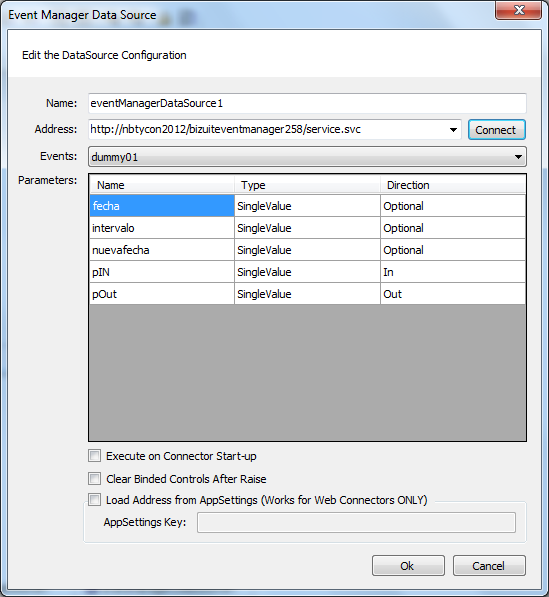 Event Manager Data Source
Edit the DataSource Configuration
Name: eventManagerDataSource1
Address: http://nbtycon2012/bizuiteventmanager258/service.svc Connect
Events: dummy01
Parameters: Name Type Direction
fecha SingleValue Optional
intervalo SingleValue Optional
nuevafecha SingleValue Optional
pIN SingleValue In
pOut SingleValue Out
Execute on Connector Start-up
Clear Binded Controls After Raise
Load Address from AppSettings (Works for Web Connectors ONLY)
AppSettings Key:
Ok Cancel